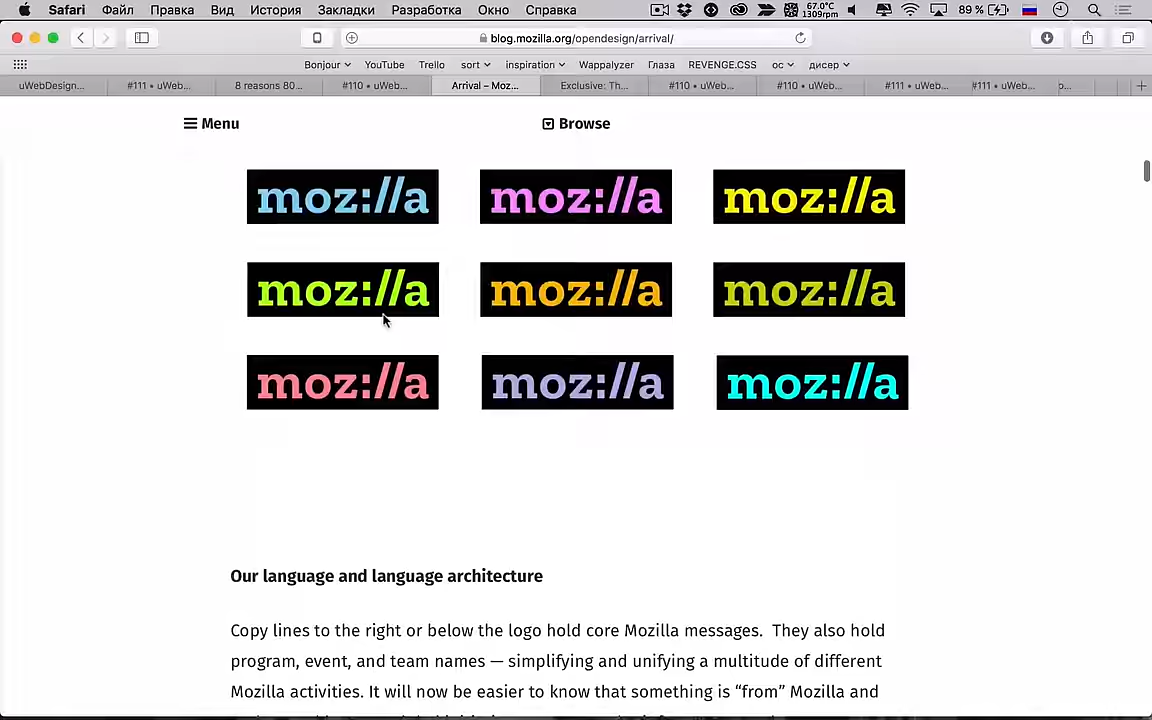 Safari Файл Правка Вид История Закладки Разработка Окно Справка 67.0°C 1309rpm 89 %
blog.mozilla.org/opendesign/arrival/
Bonjour YouTube Trello sort inspiration Wappalyzer Глаза REVENGE.CSS ос дисер
uWebDesign... #111 • uWeb... 8 reasons 80... #110 • uWeb... Arrival – Moz... Exclusive: Th... #110 • uWeb... #110 • uWeb... #111 • uWeb... #111 • uWeb...
Menu Browse
moz://a moz://a moz://a
moz://a moz://a moz://a
moz://a moz://a moz://a
Our language and language architecture
Copy lines to the right or below the logo hold core Mozilla messages. They also hold
program, event, and team names — simplifying and unifying a multitude of different
Mozilla activities. It will now be easier to know that something is “from” Mozilla and